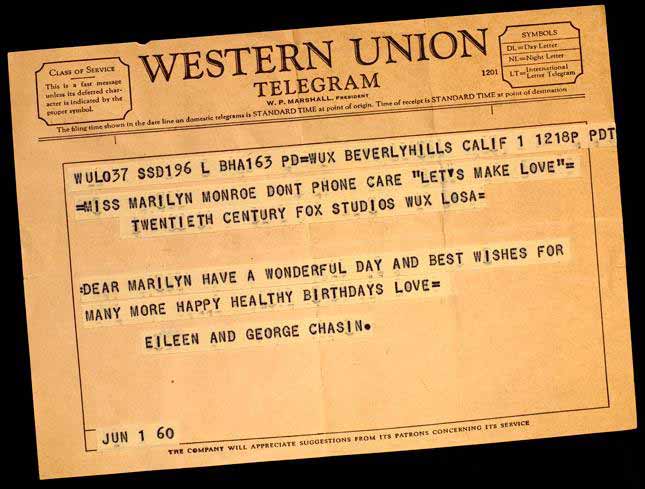 CLASS OF SERVICE
This is a fast message
unless its deferred char-
acter is indicated by the
proper symbol.
WESTERN UNION
TELEGRAM
W. P. MARSHALL, PRESIDENT
1201
SYMBOLS
DL=Day Letter
NL=Night Letter
LT=International Letter Telegram
The filing time shown in the date line on domestic telegrams is STANDARD TIME at point of origin. Time of receipt is STANDARD TIME at point of destination
WUL037 SSD196 L BHA163 PD=WUX BEVERLYHILLS CALIF 1 1218P PDT
=MISS MARILYN MONROE DONT PHONE CARE "LET'S MAKE LOVE"=
TWENTIETH CENTURY FOX STUDIOS WUX LOSA=
:DEAR MARILYN HAVE A WONDERFUL DAY AND BEST WISHES FOR
MANY MORE HAPPY HEALTHY BIRTHDAYS LOVE=
EILEEN AND GEORGE CHASIN•
JUN 1 60
THE COMPANY WILL APPRECIATE SUGGESTIONS FROM ITS PATRONS CONCERNING ITS SERVICE